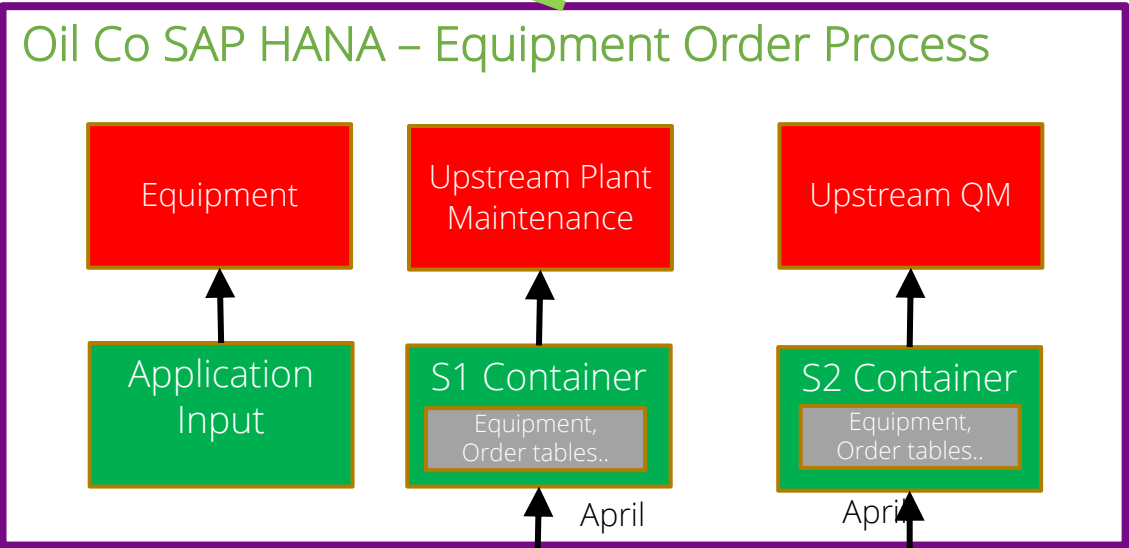 Oil Co SAP HANA – Equipment Order Process
Equipment
Upstream Plant
Maintenance
Upstream QM
Application
Input
S1 Container
Equipment,
Order tables..
S2 Container
Equipment,
Order tables..
April
April